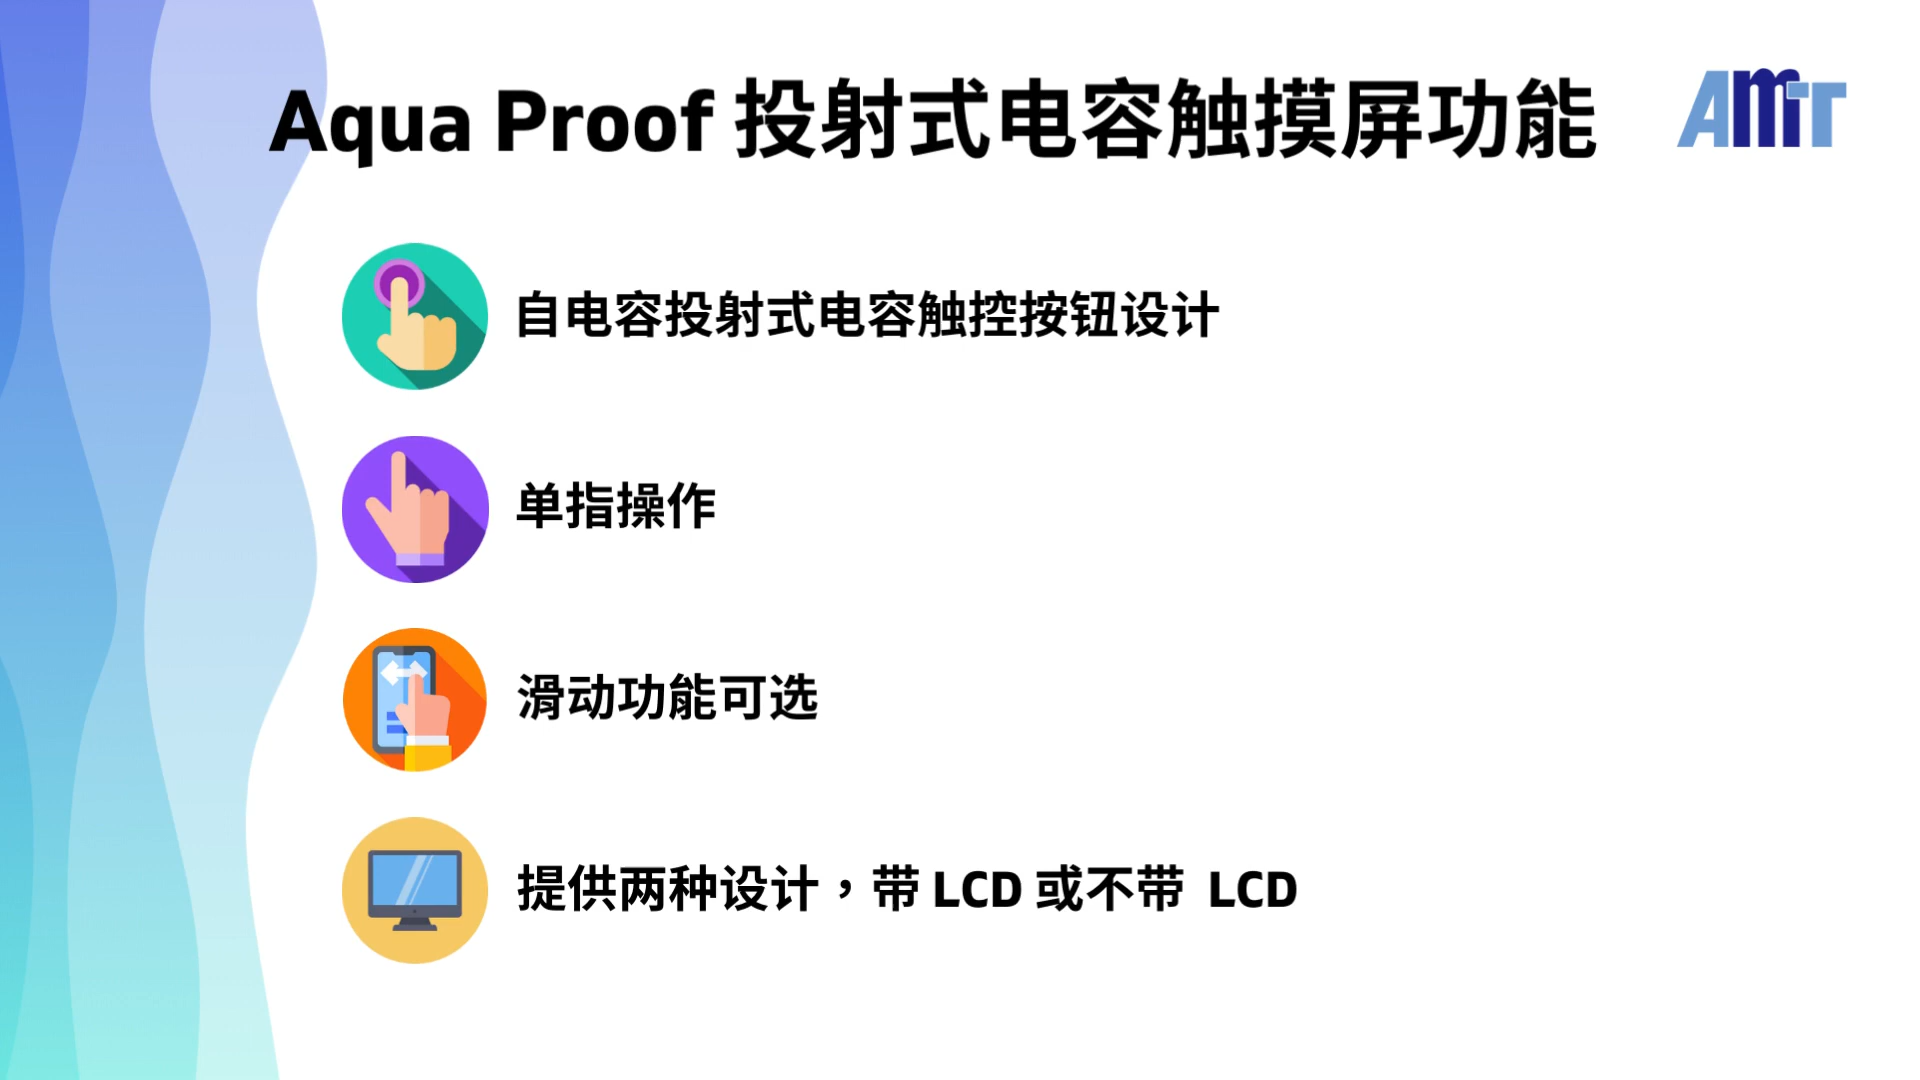 Aqua Proof 投射式电容触摸屏功能
AMT
自电容投射式电容触控按钮设计
单指操作
滑动功能可选
提供两种设计，带 LCD 或不带 LCD